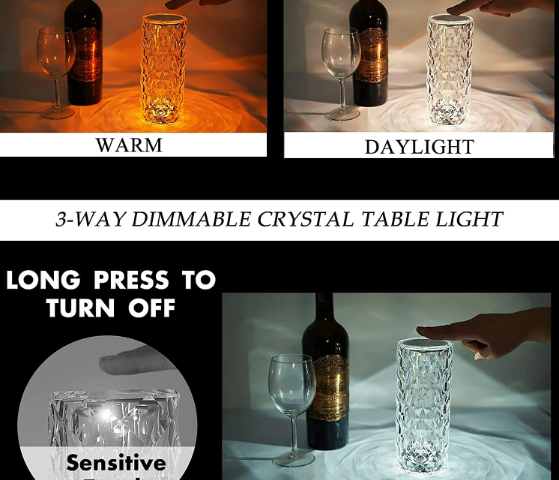 WARM
DAYLIGHT
3-WAY DIMMABLE CRYSTAL TABLE LIGHT
LONG PRESS TO
TURN OFF
Sensitive